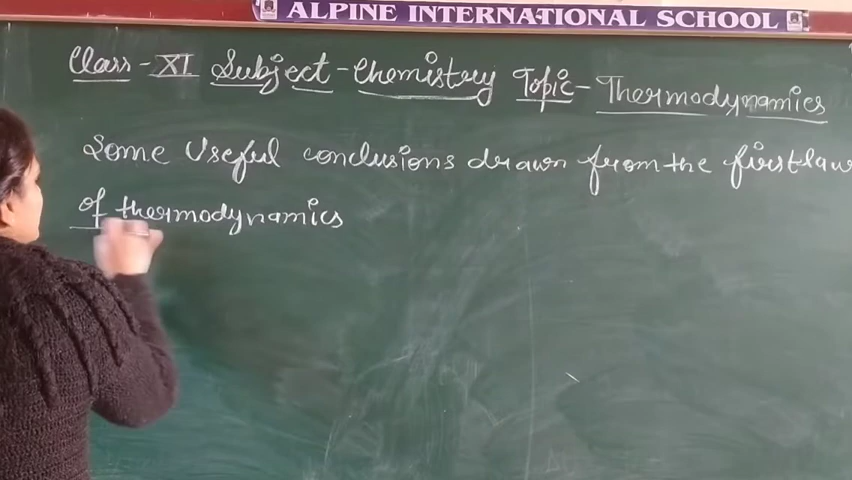 ALPINE INTERNATIONAL SCHOOL
Class - XI Subject - Chemistry Topic - Thermodynamics
Some Useful conclusions drawn from the first law
of thermodynamics